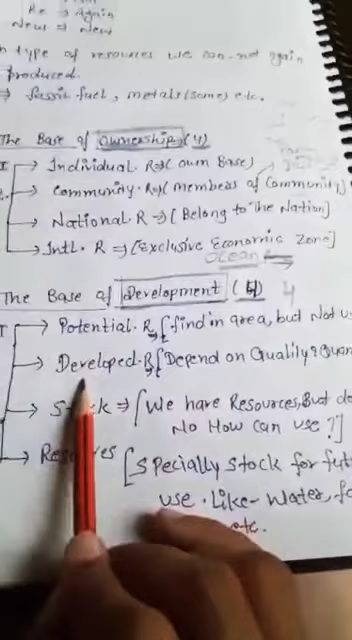 Re → Again
New → New
type of resources we can-not again
produced.
→ fossil fuel, metals(some) etc.
The Base of Ownership (4)
→ Individual. R→( own Base)
→ Community. R→( members of Community)
→ National. R → [Belong to The Nation]
→ Intl. R → [Exclusive Economic Zone]
OCEAN →
The Base of Development (4) 4
→ Potential. R→ [find in area, but Not
→ Developed. R→ [Depend on Quality &
→ Stock → [We have Resources, But
No How can use ?]
→ [Specially Stock for
use. Like- Water,
etc.